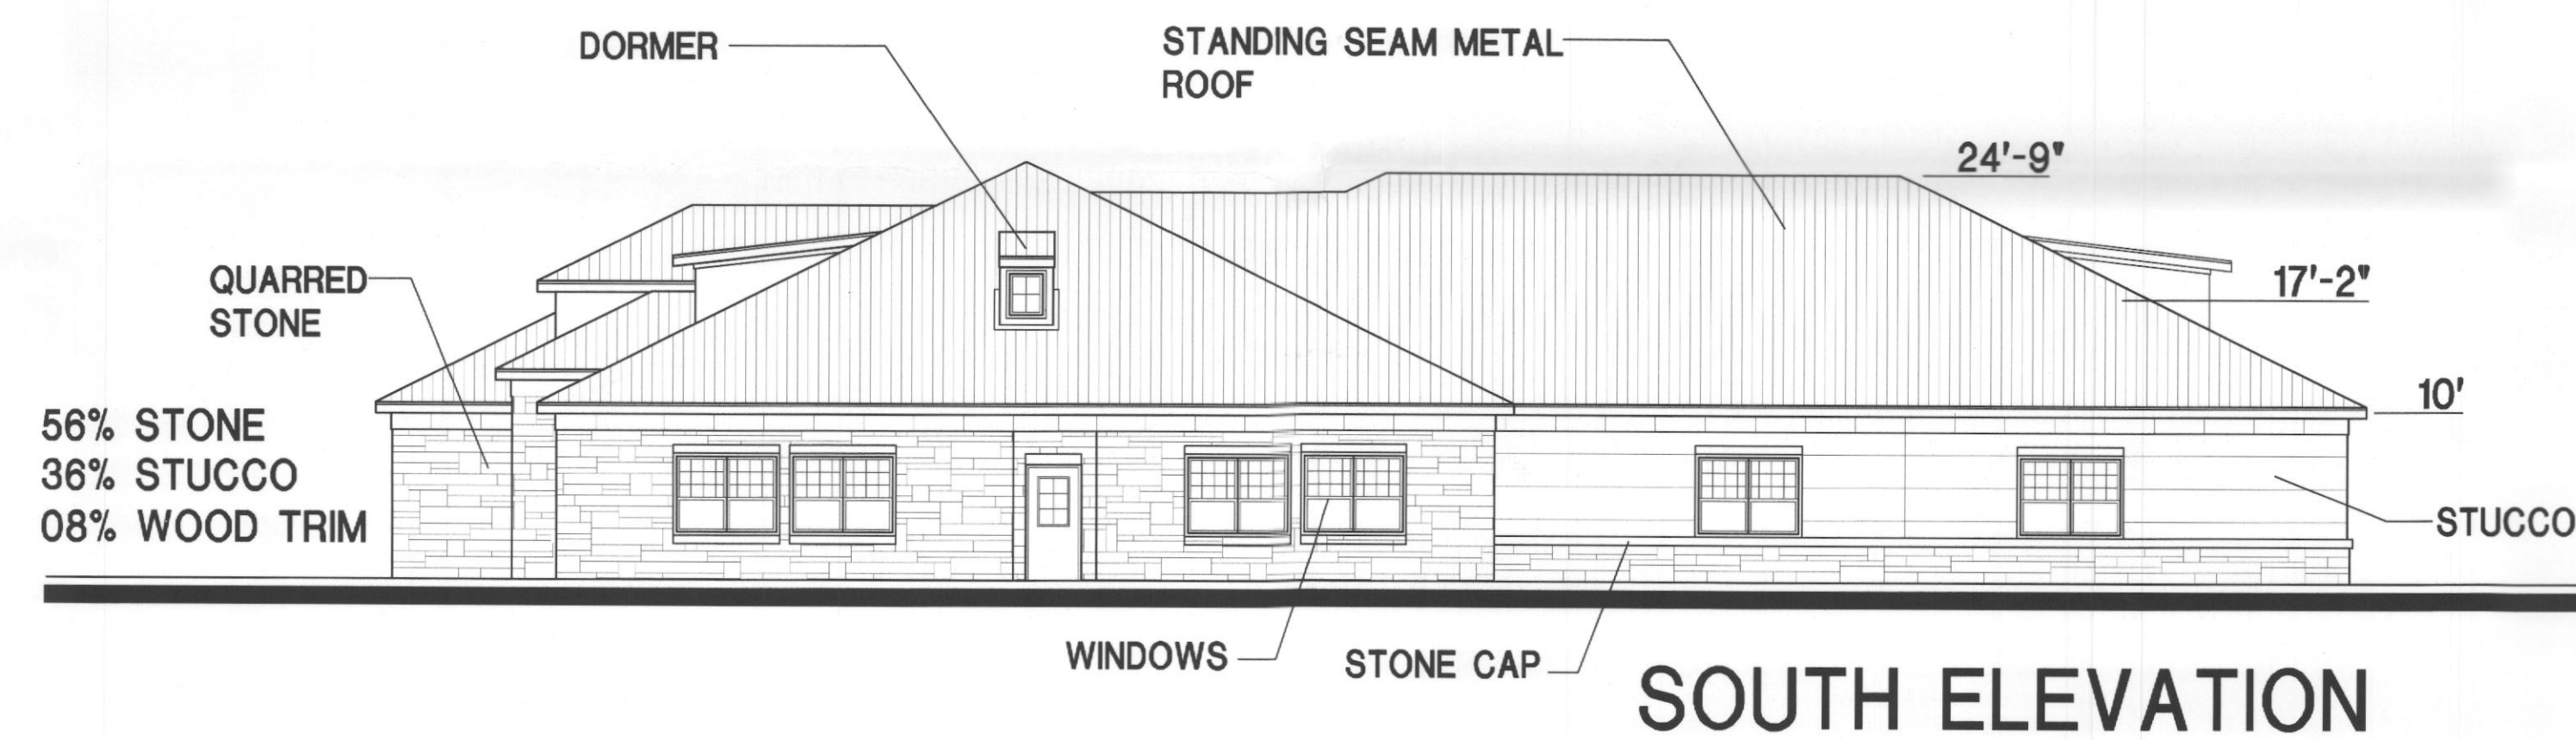 DORMER
STANDING SEAM METAL
ROOF
24'-9"
QUARRED
STONE
17'-2"
10'
56% STONE
36% STUCCO
08% WOOD TRIM
STUCCO
WINDOWS
STONE CAP
SOUTH ELEVATION